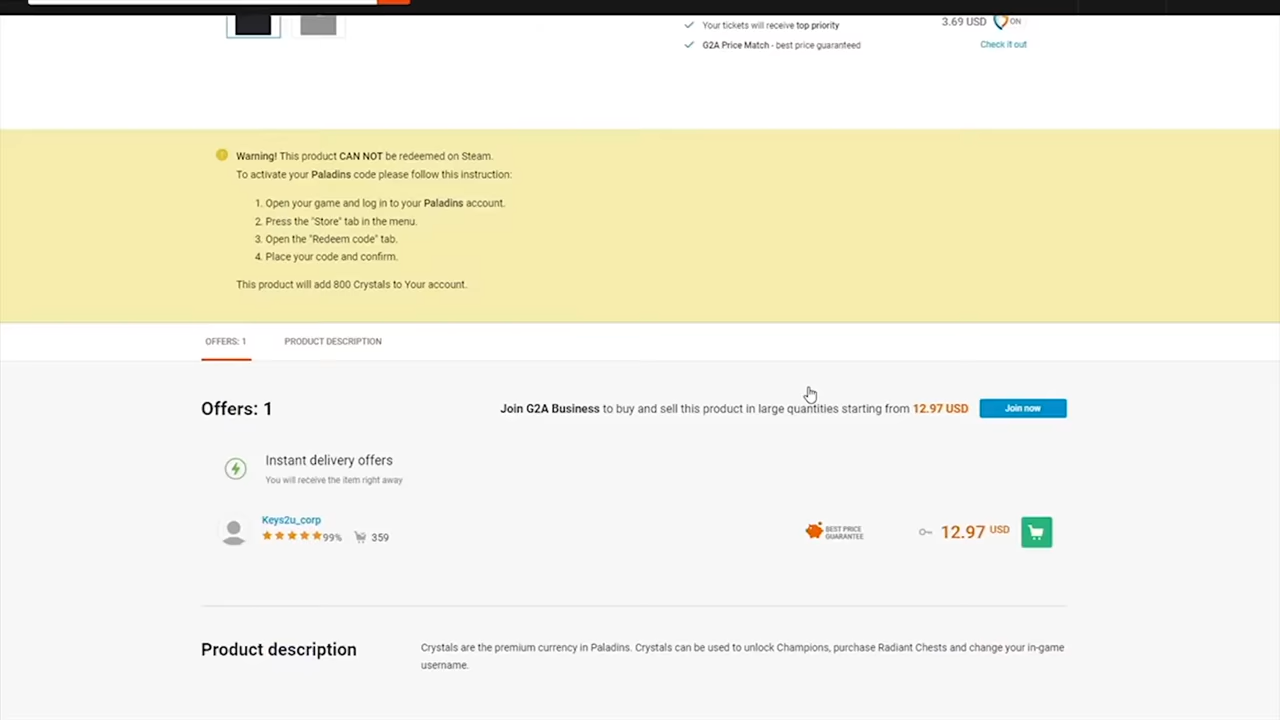 Your tickets will receive top priority
3.69 USD ON
G2A Price Match - best price guaranteed
Check it out
Warning! This product CAN NOT be redeemed on Steam.
To activate your Paladins code please follow this instruction:
1. Open your game and log in to your Paladins account.
2. Press the "Store" tab in the menu.
3. Open the "Redeem code" tab.
4. Place your code and confirm.
This product will add 800 Crystals to Your account.
OFFERS: 1
PRODUCT DESCRIPTION
Offers: 1
Join G2A Business to buy and sell this product in large quantities starting from 12.97 USD
Join now
Instant delivery offers
You will receive the item right away
Keys2u_corp
99% 359
BEST PRICE
GUARANTEE
12.97 USD
Product description
Crystals are the premium currency in Paladins. Crystals can be used to unlock Champions, purchase Radiant Chests and change your in-game
username.